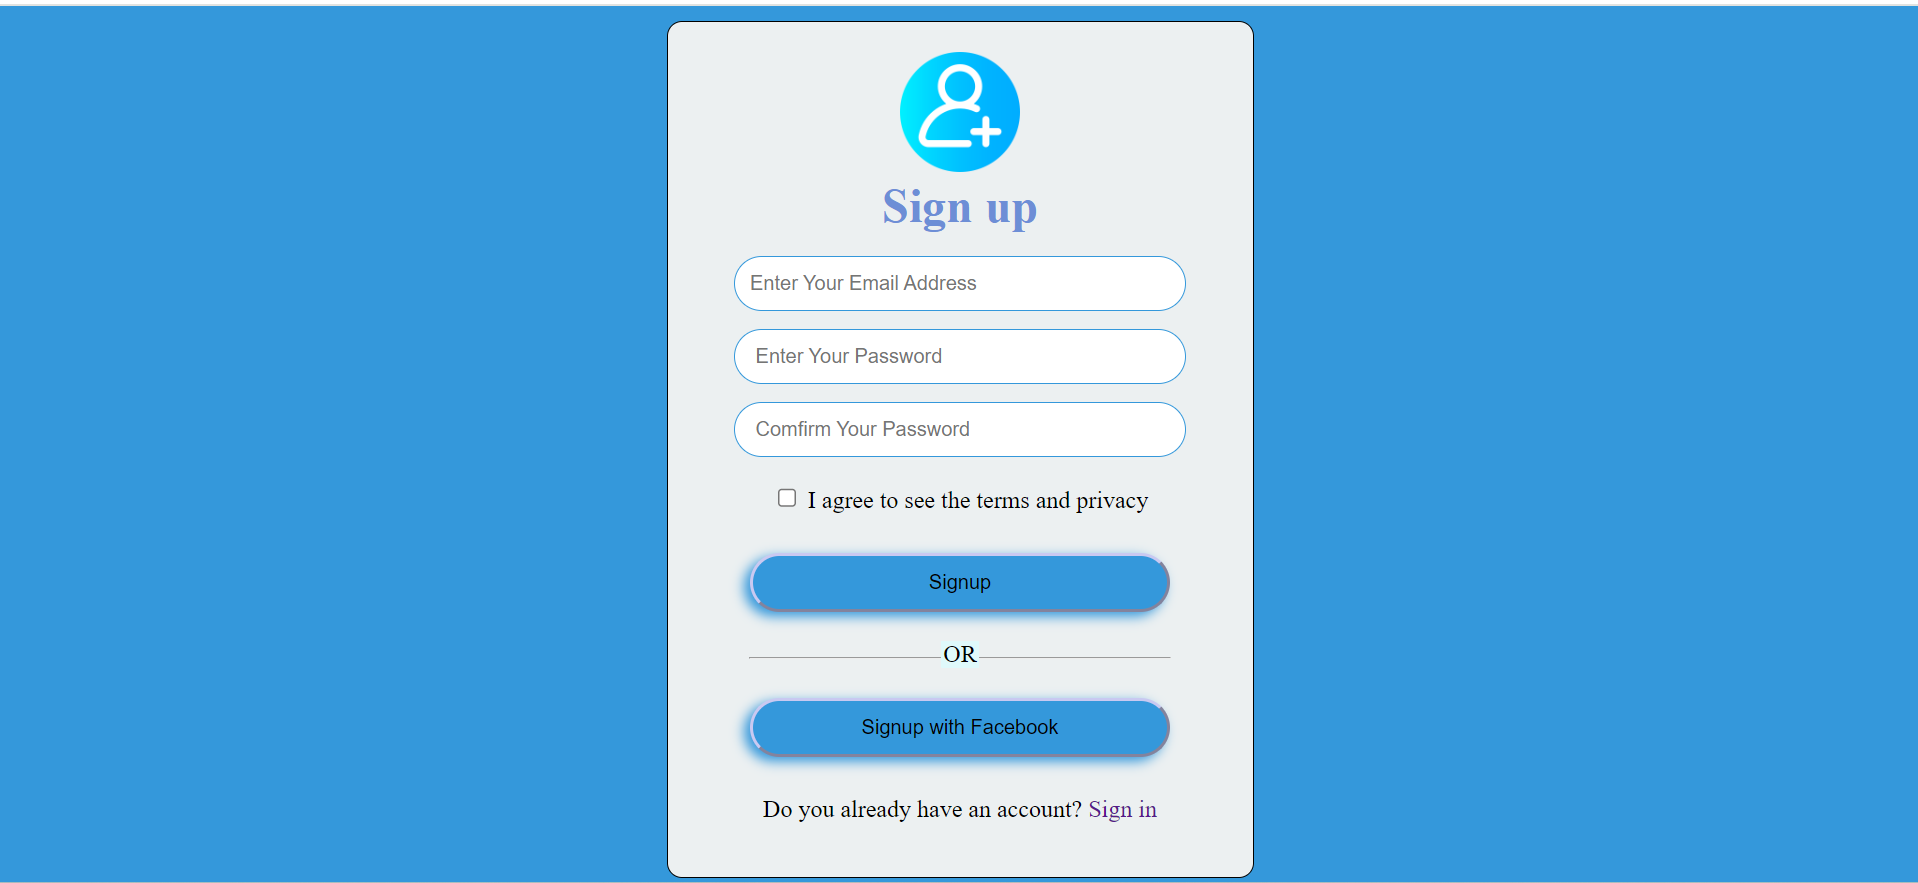 Sign up
Enter Your Email Address
Enter Your Password
Comfirm Your Password
I agree to see the terms and privacy
Signup
OR
Signup with Facebook
Do you already have an account? Sign in